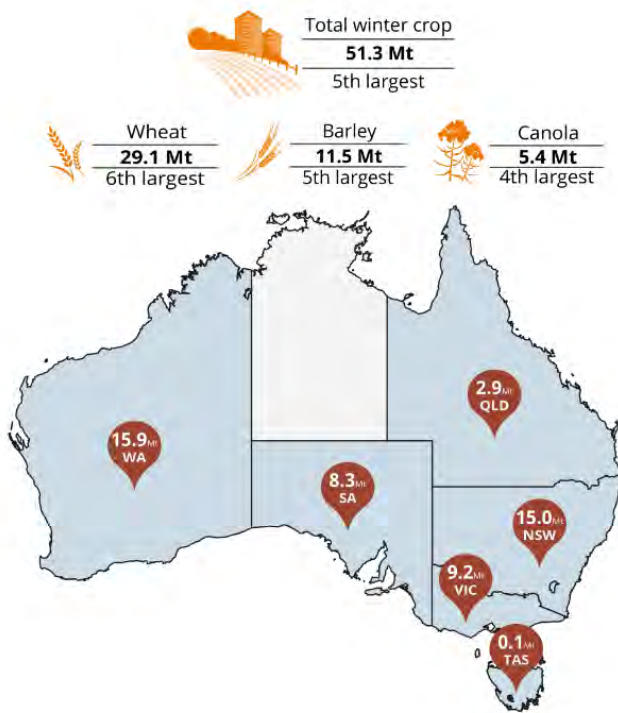 Total winter crop
51.3 Mt
5th largest
Wheat
29.1 Mt
6th largest
Barley
11.5 Mt
5th largest
Canola
5.4 Mt
4th largest
2.9Mt
QLD
15.9Mt
WA
8.3Mt
SA
15.0Mt
NSW
9.2Mt
VIC
0.1Mt
TAS